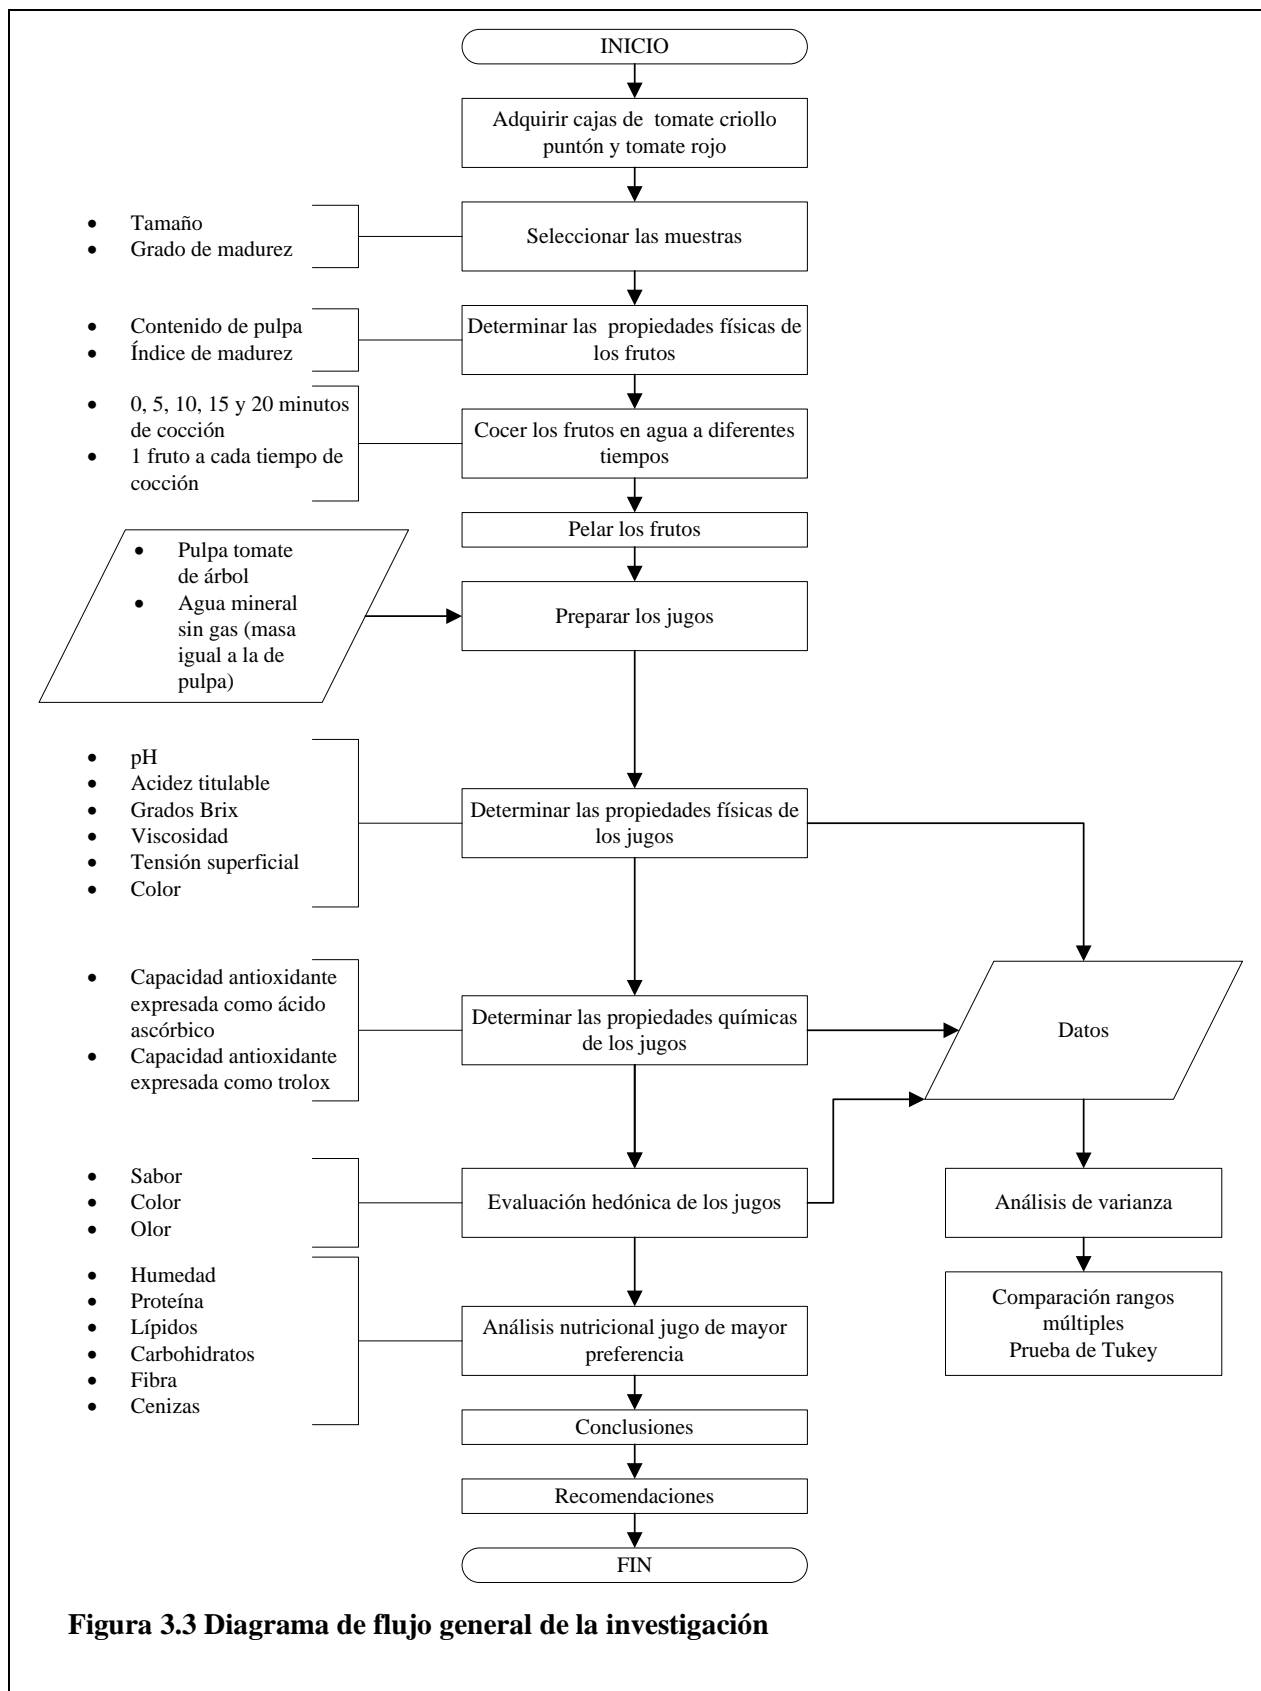 INICIO
Adquirir cajas de tomate criollo
puntón y tomate rojo
• Tamaño
• Grado de madurez
Seleccionar las muestras
• Contenido de pulpa
• Índice de madurez
Determinar las propiedades físicas de
los frutos
• 0, 5, 10, 15 y 20 minutos
de cocción
• 1 fruto a cada tiempo de
cocción
Cocer los frutos en agua a diferentes
tiempos
Pelar los frutos
• Pulpa tomate
de árbol
• Agua mineral
sin gas (masa
igual a la de
pulpa)
Preparar los jugos
• pH
• Acidez titulable
• Grados Brix
• Viscosidad
• Tensión superficial
• Color
Determinar las propiedades físicas de
los jugos
• Capacidad antioxidante
expresada como ácido
ascórbico
• Capacidad antioxidante
expresada como trolox
Determinar las propiedades químicas
de los jugos
Datos
• Sabor
• Color
• Olor
Evaluación hedónica de los jugos
Análisis de varianza
• Humedad
• Proteína
• Lípidos
• Carbohidratos
• Fibra
• Cenizas
Análisis nutricional jugo de mayor
preferencia
Comparación rangos
múltiples
Prueba de Tukey
Conclusiones
Recomendaciones
FIN
Figura 3.3 Diagrama de flujo general de la investigación